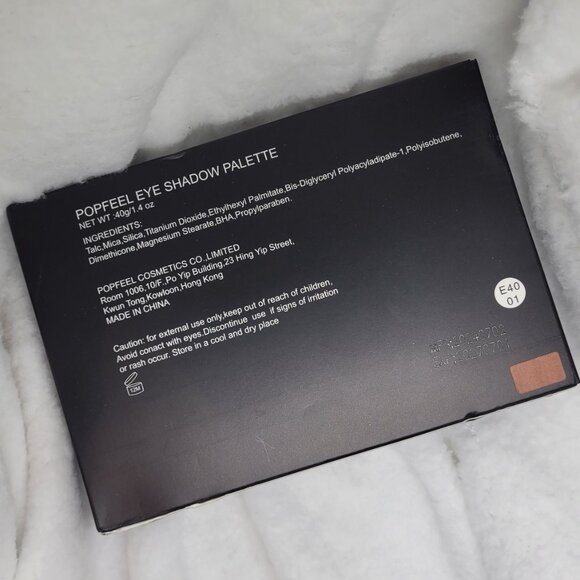 POPFEEL EYE SHADOW PALETTE
NET WT :40g/1.4 oz
INGREDIENTS:
Talc,Mica,Silica,Titanium Dioxide,Ethylhexyl Palmitate,Bis-Diglyceryl Polyacyladipate-1,Polyisobutene,
Dimethicone,Magnesium Stearate,BHA,Propylparaben.
POPFEEL COSMETICS CO.,LIMITED
Room 1006,10/F.,Po Yip Building,23 Hing Yip Street,
Kwun Tong,Kowloon,Hong Kong
MADE IN CHINA
Caution: for external use only,keep out of reach of children,
Avoid conact with eyes.Discontinue use if signs of irritation
or rash occur. Store in a cool and dry place
12M
E40
01